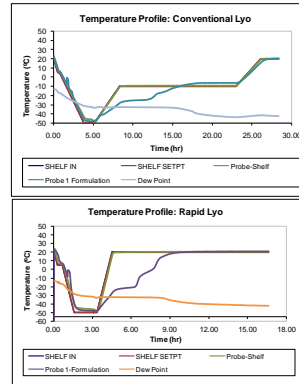 Temperature Profile: Conventional Lyo
Temperature (ºC)
50
40
30
20
10
0
-10
-20
-30
-40
-50
0.00 5.00 10.00 15.00 20.00 25.00 30.00
Time (hr)
SHELF IN SHELF SETPT Probe-Shelf
Probe 1 Formulation Dew Point
Temperature Profile: Rapid Lyo
Temperature (ºC)
50
40
30
20
10
0
-10
-20
-30
-40
-50
-60
0.00 3.00 6.00 9.00 12.00 15.00 18.00
Time (hr)
SHELF IN SHELF SETPT Probe-Shelf
Probe 1-Formulation Dew Point